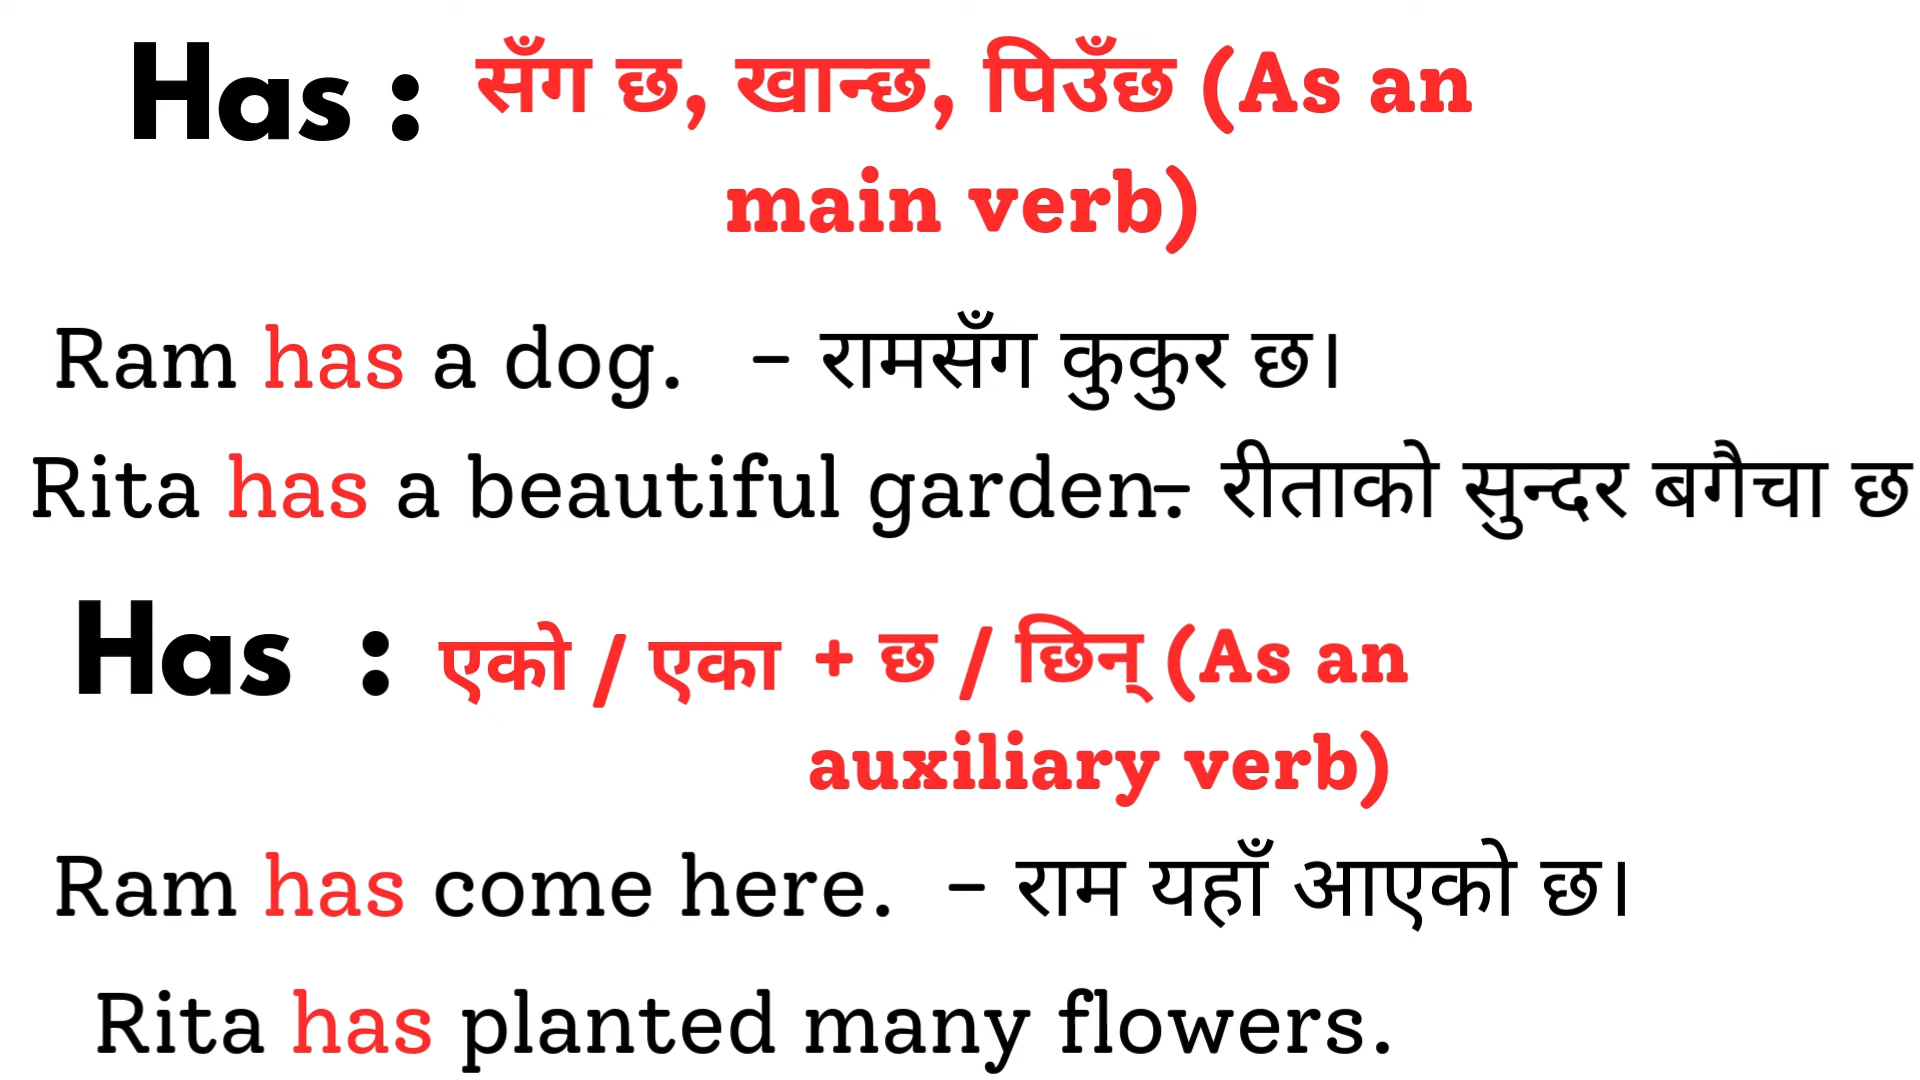 Has : सँग छ, खान्छ, पिउँछ (As an
main verb)
Ram has a dog. - रामसँग कुकुर छ।
Rita has a beautiful garden. - रीताको सुन्दर बगैचा छ
Has : एको / एका + छ / छिन् (As an
auxiliary verb)
Ram has come here. - राम यहाँ आएको छ।
Rita has planted many flowers.